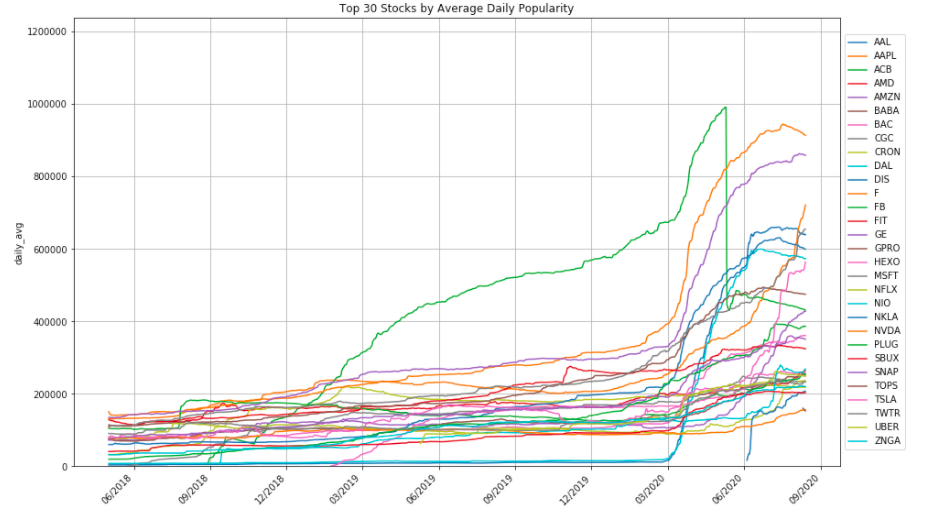 Top 30 Stocks by Average Daily Popularity
1200000
1000000
800000
600000
400000
200000
0
daily_avg
06/2018
09/2018
12/2018
03/2019
06/2019
09/2019
12/2019
03/2020
06/2020
09/2020
AAL
AAPL
ACB
AMD
AMZN
BABA
BAC
CGC
CRON
DAL
DIS
F
FB
FIT
GE
GPRO
HEXO
MSFT
NFLX
NIO
NKLA
NVDA
PLUG
SBUX
SNAP
TOPS
TSLA
TWTR
UBER
ZNGA